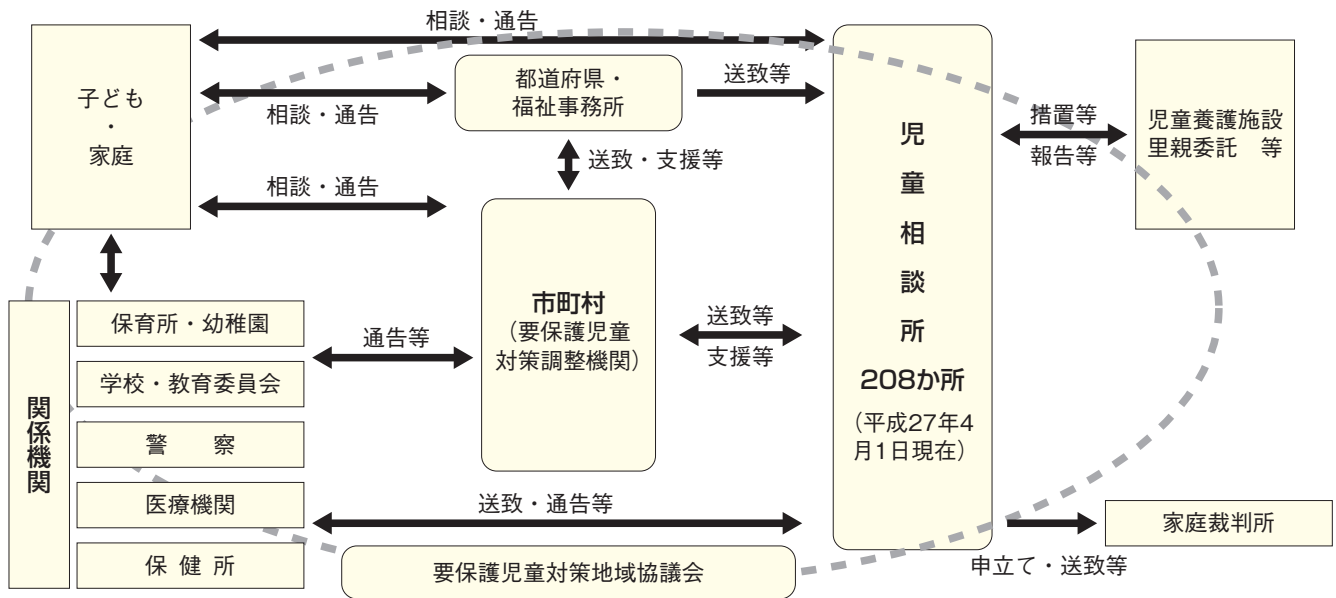 相談・通告
子ども
・
家庭
相談・通告
都道府県・
福祉事務所
送致等
送致・支援等
相談・通告
児
童
相
談
所
208か所
（平成27年4
月1日現在）
措置等
報告等
児童養護施設
里親委託　等
市町村
（要保護児童
対策調整機関）
送致等
支援等
通告等
関係機関
保育所・幼稚園
学校・教育委員会
警　　察
医療機関
保 健 所
送致・通告等
要保護児童対策地域協議会
家庭裁判所
申立て・送致等